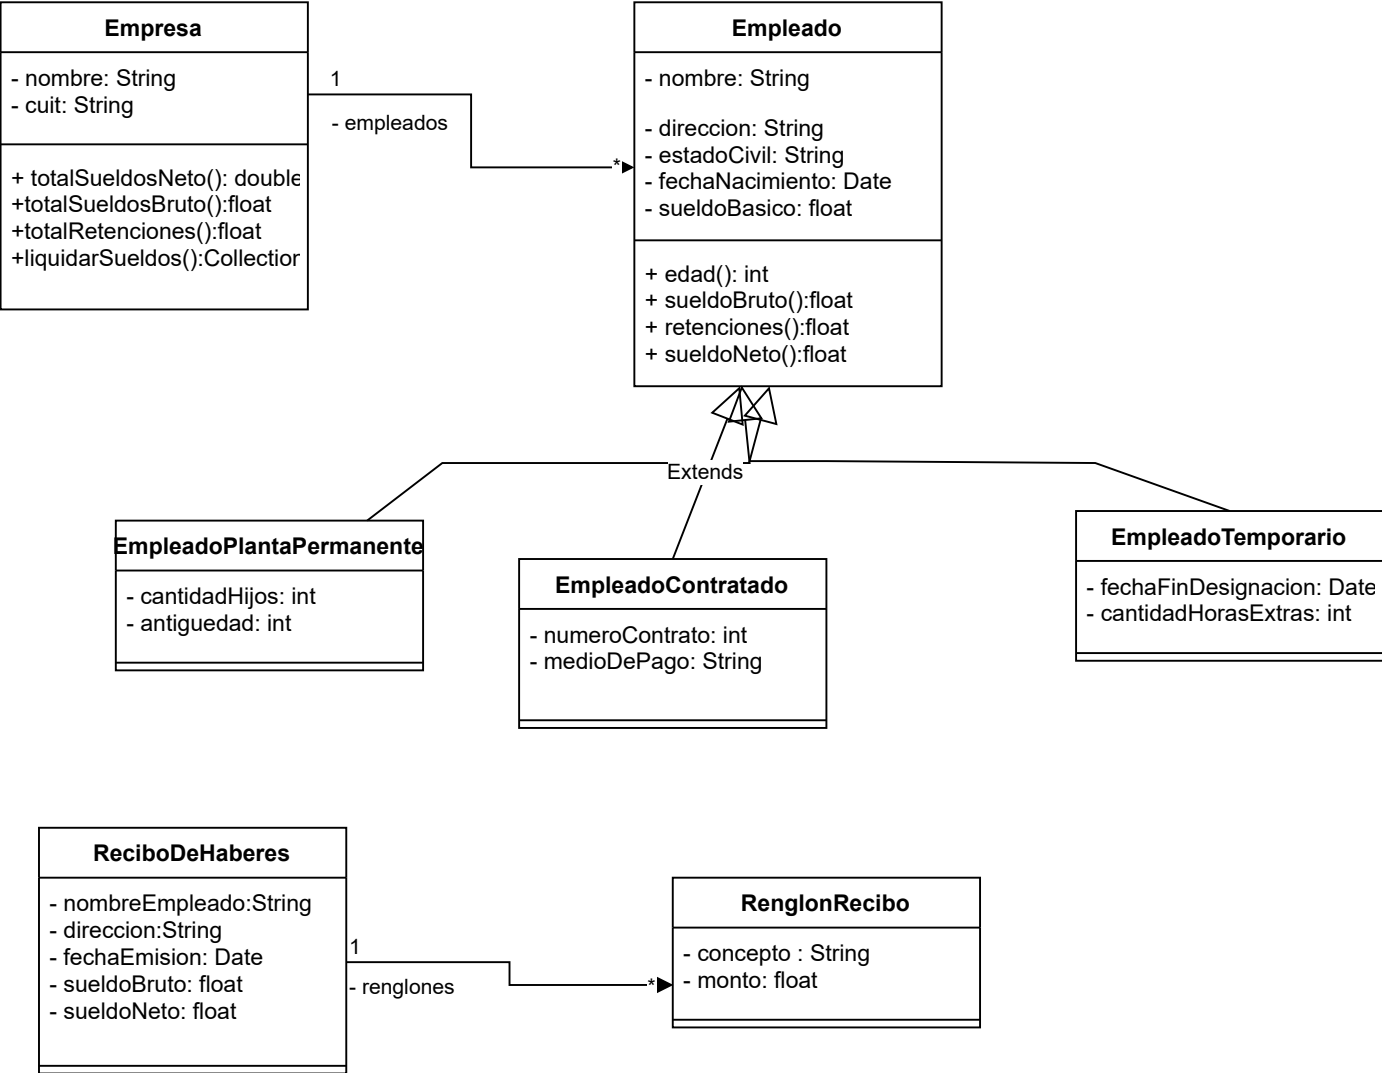 Empresa
- nombre: String
- cuit: String
+ totalSueldosNeto(): double
+totalSueldosBruto():float
+totalRetenciones():float
+liquidarSueldos():Collection
1
- empleados
*
Empleado
- nombre: String
- direccion: String
- estadoCivil: String
- fechaNacimiento: Date
- sueldoBasico: float
+ edad(): int
+ sueldoBruto():float
+ retenciones():float
+ sueldoNeto():float
Extends
EmpleadoPlantaPermanente
- cantidadHijos: int
- antiguedad: int
EmpleadoContratado
- numeroContrato: int
- medioDePago: String
EmpleadoTemporario
- fechaFinDesignacion: Date
- cantidadHorasExtras: int
ReciboDeHaberes
- nombreEmpleado:String
- direccion:String
- fechaEmision: Date
- sueldoBruto: float
- sueldoNeto: float
1
- renglones
*
RenglonRecibo
- concepto : String
- monto: float